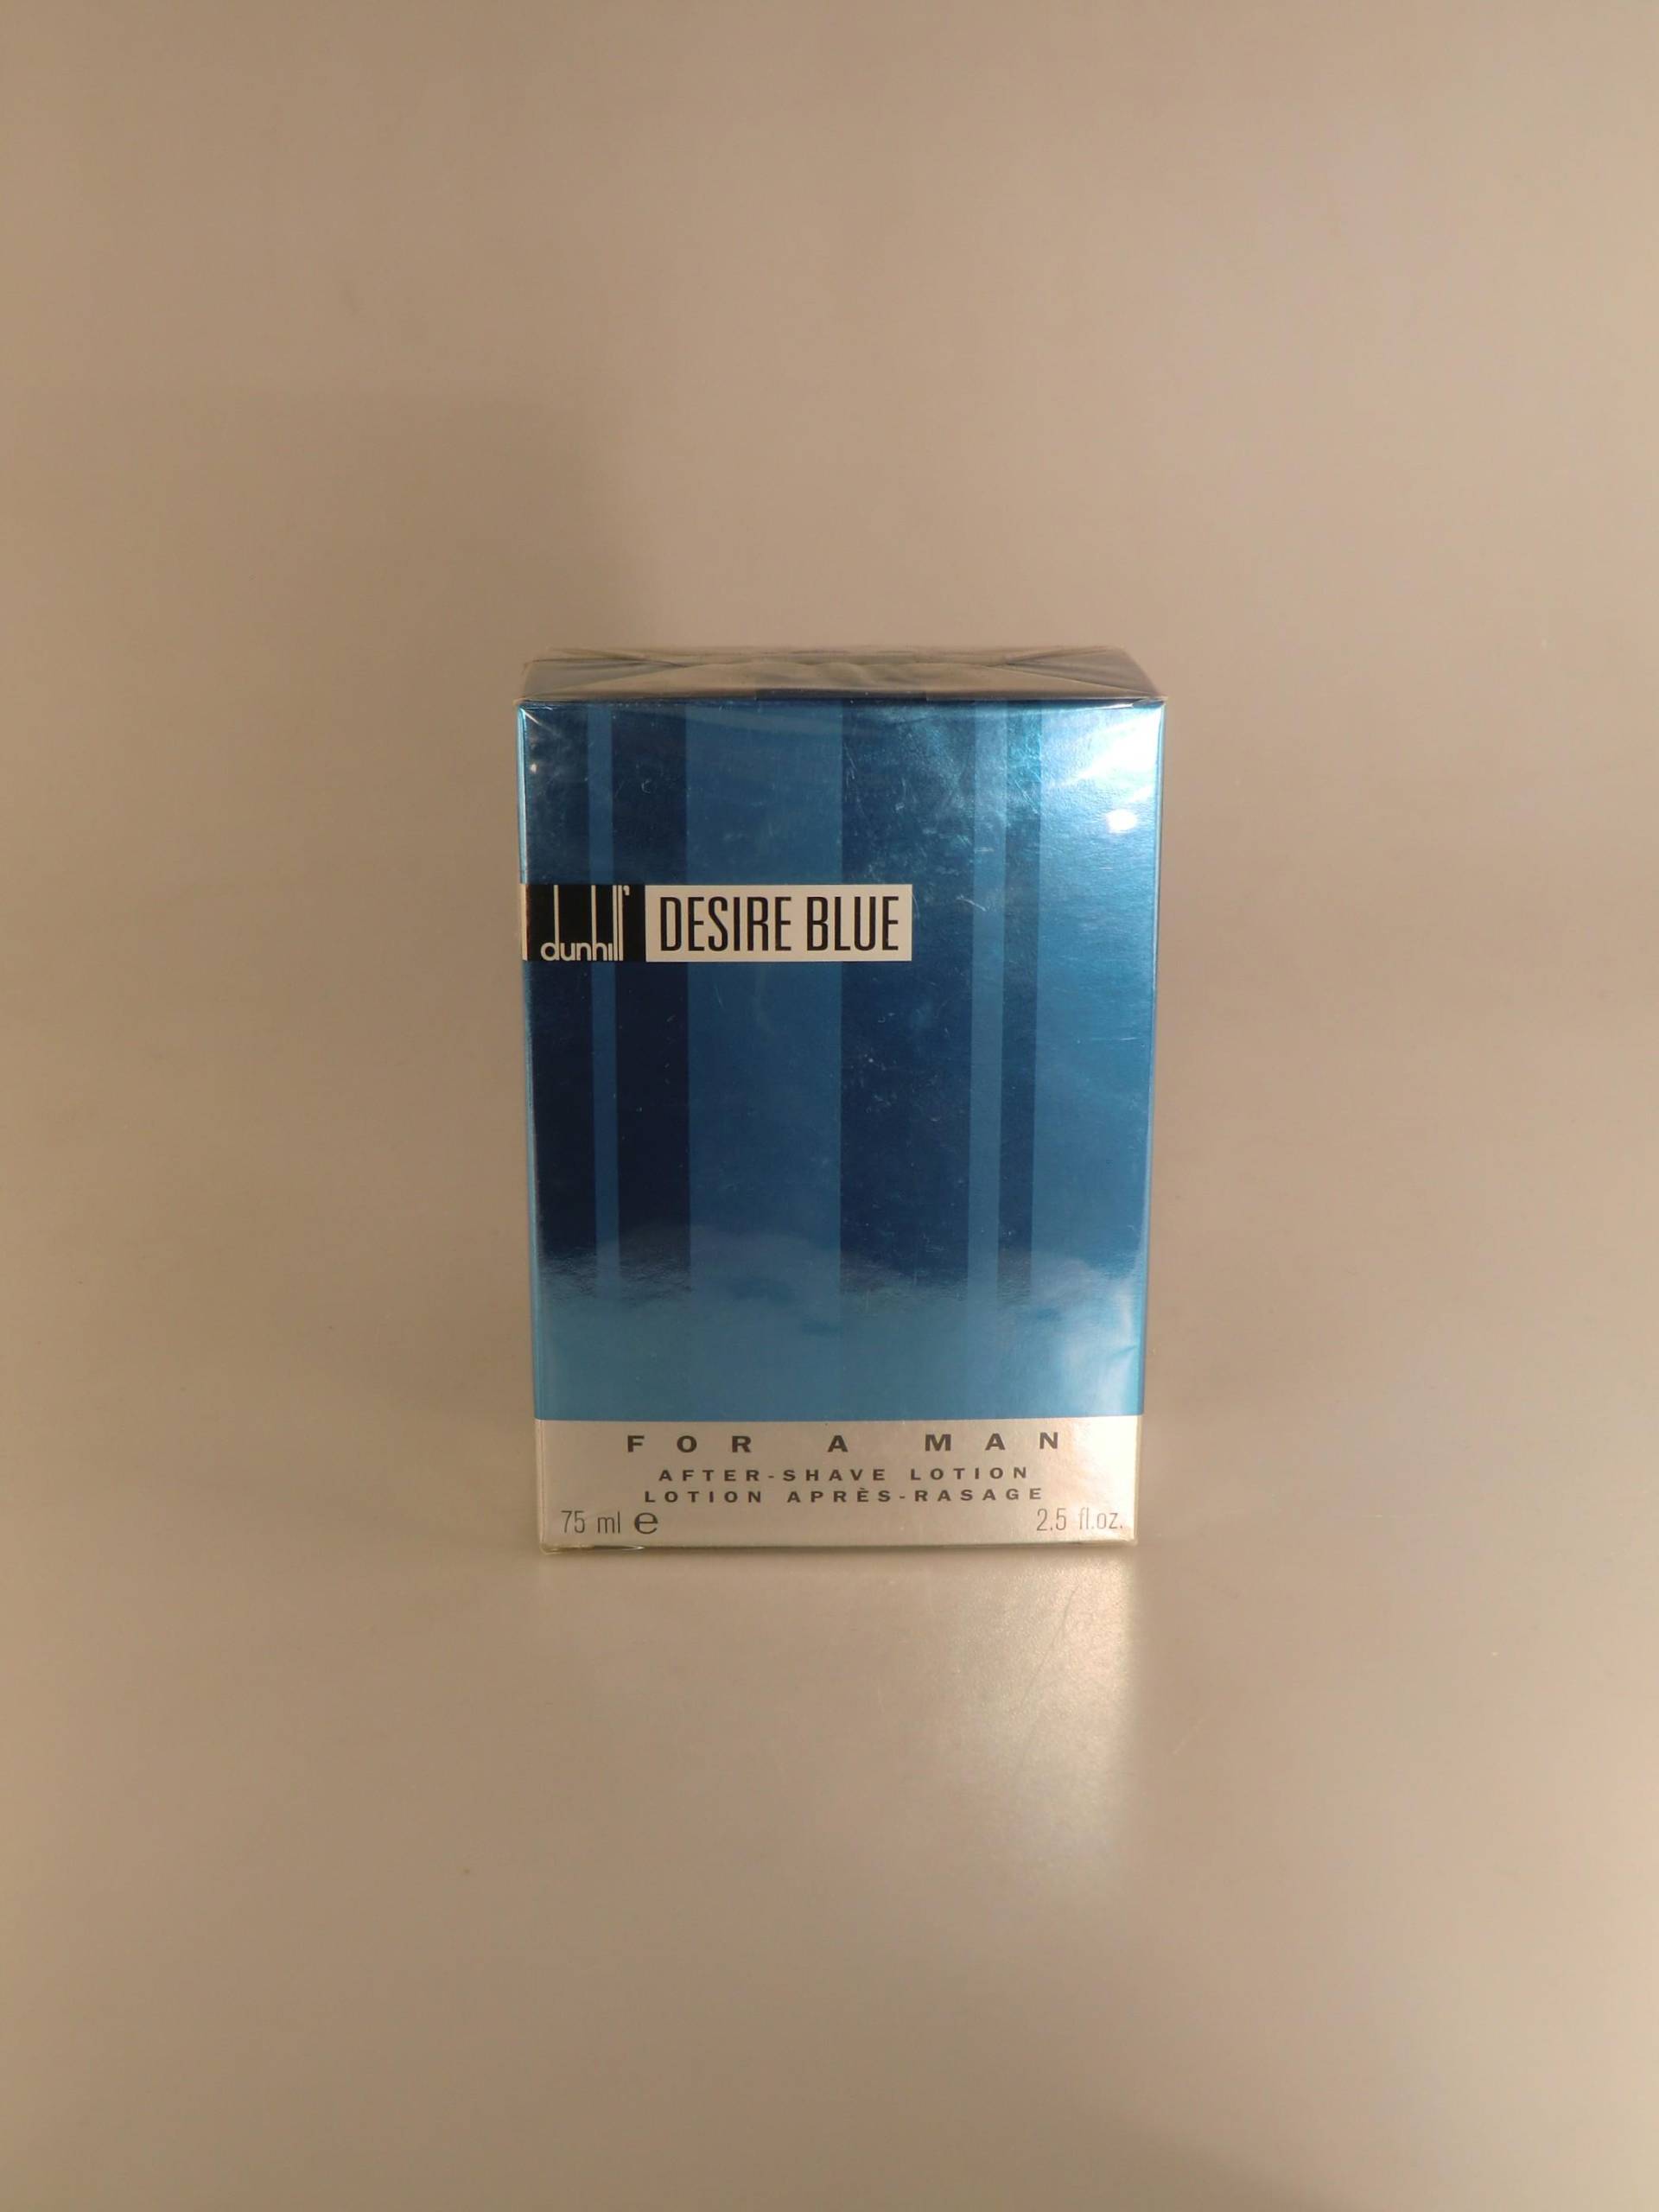 dunhill DESIRE BLUE
FOR A MAN
AFTER-SHAVE LOTION
LOTION APRÈS-RASAGE
75 ml e 2.5 fl.oz.